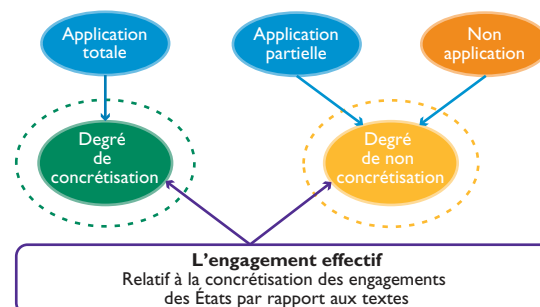 Application
totale
Application
partielle
Non
application
Degré
de
concrétisation
Degré
de non
concrétisation
L'engagement effectif
Relatif à la concrétisation des engagements
des États par rapport aux textes